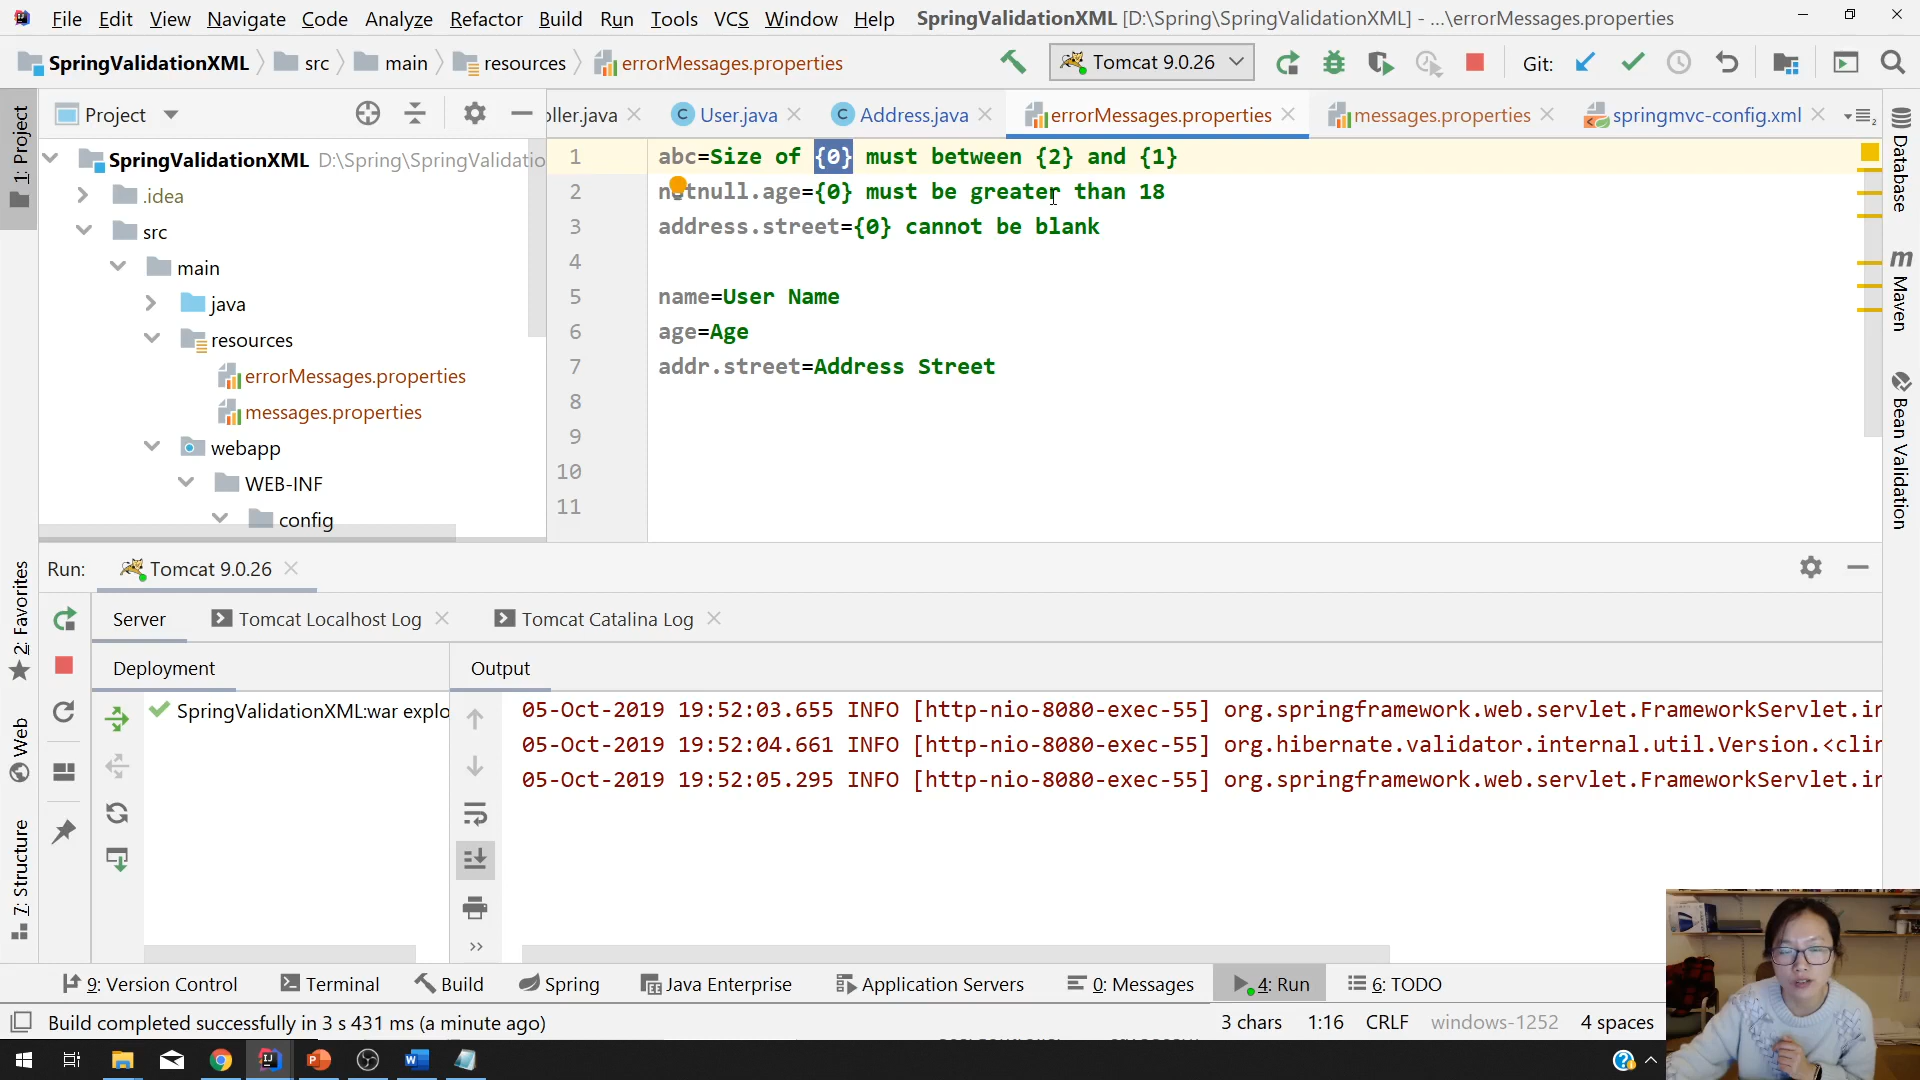 File Edit View Navigate Code Analyze Refactor Build Run Tools VCS Window Help SpringValidationXML [D:\Spring\SpringValidationXML] - ...\errorMessages.properties
SpringValidationXML src main resources errorMessages.properties Tomcat 9.0.26 Git:
Project oller.java User.java Address.java errorMessages.properties messages.properties springmvc-config.xml
1: Project
SpringValidationXML D:\Spring\SpringValidatio
.idea
src
main
java
resources
errorMessages.properties
messages.properties
webapp
WEB-INF
config
1 abc=Size of {0} must between {2} and {1}
2 notnull.age={0} must be greater than 18
3 address.street={0} cannot be blank
4
5 name=User Name
6 age=Age
7 addr.street=Address Street
8
9
10
11
Database
Maven
Bean Validation
2: Favorites
Web
7: Structure
Run: Tomcat 9.0.26
Server Tomcat Localhost Log Tomcat Catalina Log
Deployment Output
SpringValidationXML:war explo
05-Oct-2019 19:52:03.655 INFO [http-nio-8080-exec-55] org.springframework.web.servlet.FrameworkServlet.in
05-Oct-2019 19:52:04.661 INFO [http-nio-8080-exec-55] org.hibernate.validator.internal.util.Version.<clin
05-Oct-2019 19:52:05.295 INFO [http-nio-8080-exec-55] org.springframework.web.servlet.FrameworkServlet.in
9: Version Control Terminal Build Spring Java Enterprise Application Servers 0: Messages 4: Run 6: TODO
Build completed successfully in 3 s 431 ms (a minute ago) 3 chars 1:16 CRLF windows-1252 4 spaces